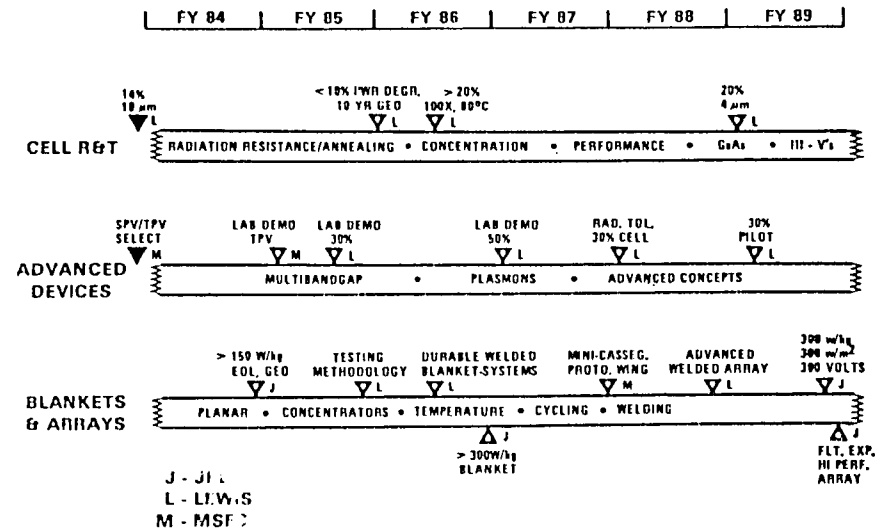 FY 84 FY 85 FY 86 FY 87 FY 88 FY 89
14%
10 µm
L
< 10% PWR DEGR,
10 YR GEO
L
> 20%
100X, 80°C
L
20%
4 µm
L
CELL R&T
RADIATION RESISTANCE/ANNEALING • CONCENTRATION • PERFORMANCE • GaAs • III - V's
SPV/TPV
SELECT
M
LAB DEMO
TPV
M
LAB DEMO
30%
L
LAB DEMO
50%
L
RAD. TOL,
30% CELL
L
30%
PILOT
L
ADVANCED
DEVICES
MULTIBANDGAP • PLASMONS • ADVANCED CONCEPTS
> 150 W/kg
EOL, GEO
J
TESTING
METHODOLOGY
L
DURABLE WELDED
BLANKET-SYSTEMS
L
MINI-CASSEG,
PROTO, WING
M
ADVANCED
WELDED ARRAY
L
300 w/kg
300 w/m²
300 VOLTS
J
BLANKETS
& ARRAYS
PLANAR • CONCENTRATORS • TEMPERATURE • CYCLING • WELDING
J
> 300W/kg
BLANKET
J
FLT, EXP,
HI PERF,
ARRAY
J -
L - LEWIS
M -